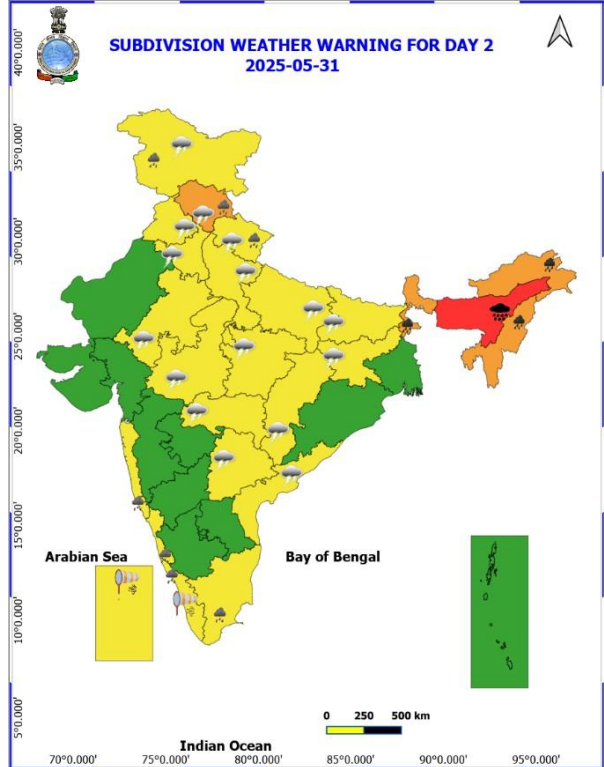 SUBDIVISION WEATHER WARNING FOR DAY 2
2025-05-31
40°0.000'
35°0.000'
30°0.000'
25°0.000'
20°0.000'
15°0.000'
10°0.000'
5°0.000'
Arabian Sea
Bay of Bengal
0 250 500 km
Indian Ocean
70°0.000' 75°0.000' 80°0.000' 85°0.000' 90°0.000' 95°0.000'